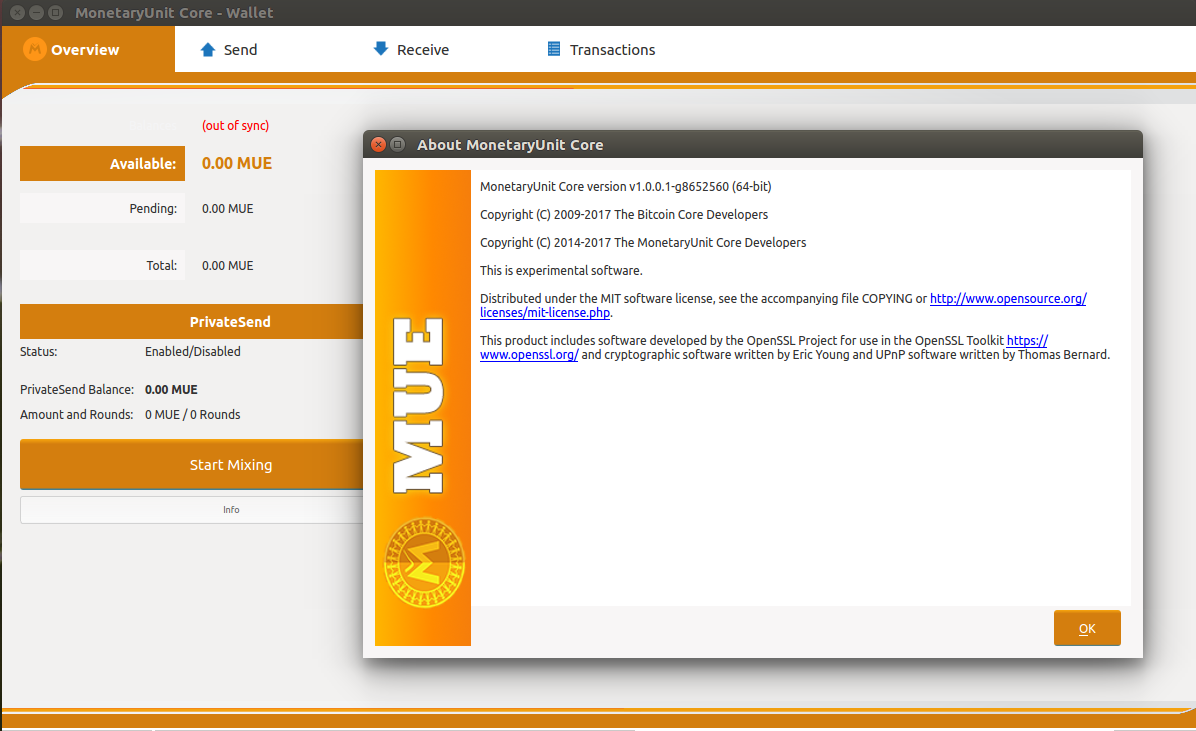 MonetaryUnit Core - Wallet
Overview
Send
Receive
Transactions
(out of sync)
Available:
0.00 MUE
Pending:
0.00 MUE
Total:
0.00 MUE
PrivateSend
Status:
Enabled/Disabled
PrivateSend Balance:
0.00 MUE
Amount and Rounds:
0 MUE / 0 Rounds
Start Mixing
Info
About MonetaryUnit Core
MUE
MonetaryUnit Core version v1.0.0.1-g8652560 (64-bit)
Copyright (C) 2009-2017 The Bitcoin Core Developers
Copyright (C) 2014-2017 The MonetaryUnit Core Developers
This is experimental software.
Distributed under the MIT software license, see the accompanying file COPYING or http://www.opensource.org/
licenses/mit-license.php.
This product includes software developed by the OpenSSL Project for use in the OpenSSL Toolkit https://
www.openssl.org/ and cryptographic software written by Eric Young and UPnP software written by Thomas Bernard.
OK